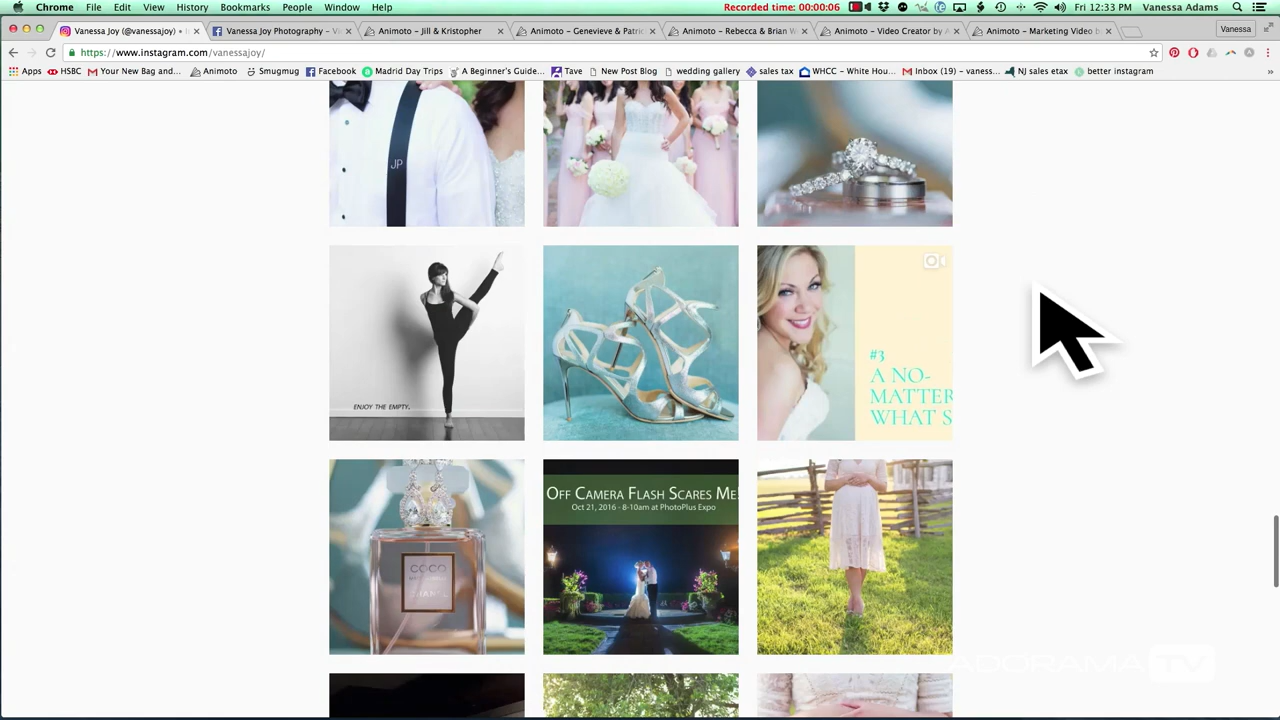 Chrome File Edit View History Bookmarks People Window Help Recorded time: 00:00:06 Fri 12:33 PM Vanessa Adams
Vanessa Joy (@vanessajoy) • Vanessa Joy Photography - V Animoto - Jill & Kristopher Animoto - Genevieve & Patric Animoto - Rebecca & Brian W Animoto - Video Creator by A Animoto - Marketing Video b Vanessa
https://www.instagram.com/vanessajoy/
Apps HSBC Your New Bag and... Animoto Smugmug Facebook Madrid Day Trips A Beginner's Guide... Tave New Post Blog wedding gallery sales tax WHCC - White Hou... Inbox (19) - vaness... NJ sales etax better instagram »
JP
#3
A NO-
MATTER
WHAT S
ENJOY THE EMPTY.
OFF CAMERA FLASH SCARES ME!
Oct 21, 2016 - 8-10am at PhotoPlus Expo
COCO
CHANEL
ADORAMA TV